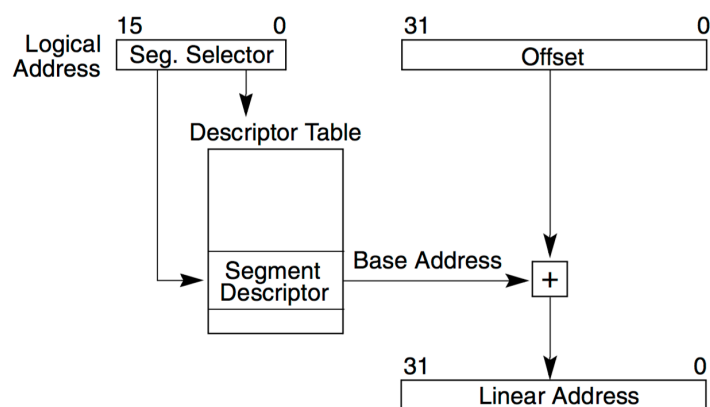 15 0
31 0
Logical
Address
Seg. Selector
Offset
Descriptor Table
Base Address
Segment
Descriptor
+
31 0
Linear Address